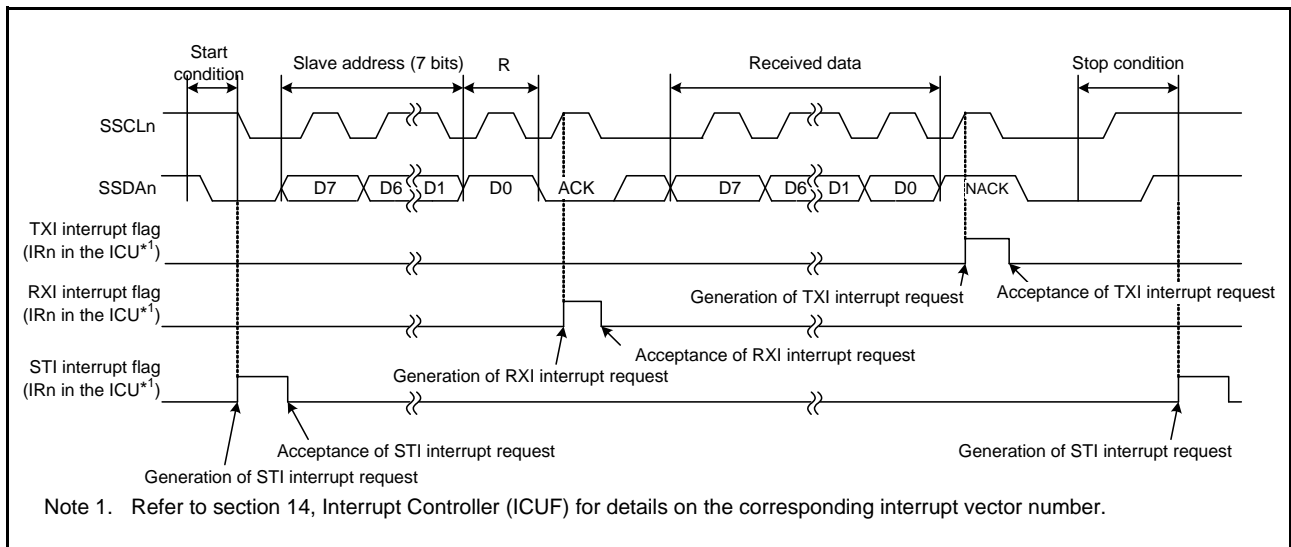 Start
condition
Slave address (7 bits)
R
Received data
Stop condition
SSCLn
SSDAn
D7
D6
D1
D0
ACK
D7
D6
D1
D0
NACK
TXI interrupt flag
(IRn in the ICU*1)
Generation of TXI interrupt request
Acceptance of TXI interrupt request
RXI interrupt flag
(IRn in the ICU*1)
Acceptance of RXI interrupt request
Generation of RXI interrupt request
STI interrupt flag
(IRn in the ICU*1)
Acceptance of STI interrupt request
Generation of STI interrupt request
Generation of STI interrupt request
Note 1. Refer to section 14, Interrupt Controller (ICUF) for details on the corresponding interrupt vector number.